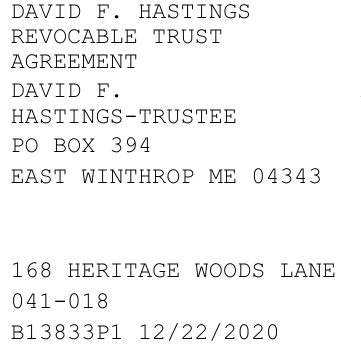 DAVID F. HASTINGS
REVOCABLE TRUST
AGREEMENT
DAVID F.
HASTINGS-TRUSTEE
PO BOX 394
EAST WINTHROP ME 04343
168 HERITAGE WOODS LANE
041-018
B13833P1 12/22/2020